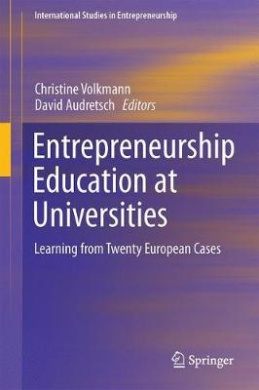 International Studies in Entrepreneurship
Christine Volkmann
David Audretsch Editors
Entrepreneurship
Education at
Universities
Learning from Twenty European Cases
Springer